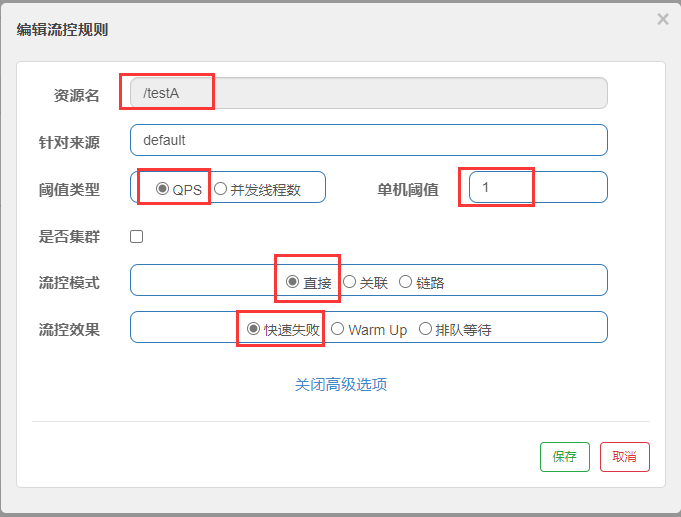 编辑流控规则 ×
资源名 /testA
针对来源 default
阈值类型 QPS 并发线程数 单机阈值 1
是否集群
流控模式 直接 关联 链路
流控效果 快速失败 Warm Up 排队等待
关闭高级选项
保存 取消